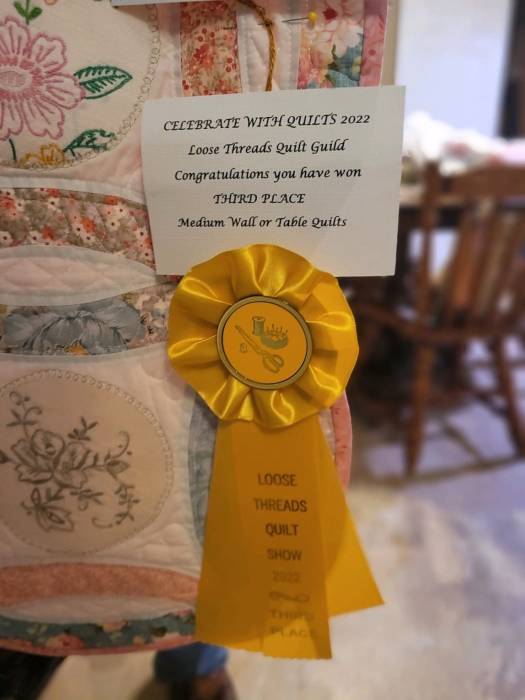 CELEBRATE WITH QUILTS 2022
Loose Threads Quilt Guild
Congratulations you have won
THIRD PLACE
Medium Wall or Table Quilts
LOOSE
THREADS
QUILT
SHOW
2022
THIRD
PLACE